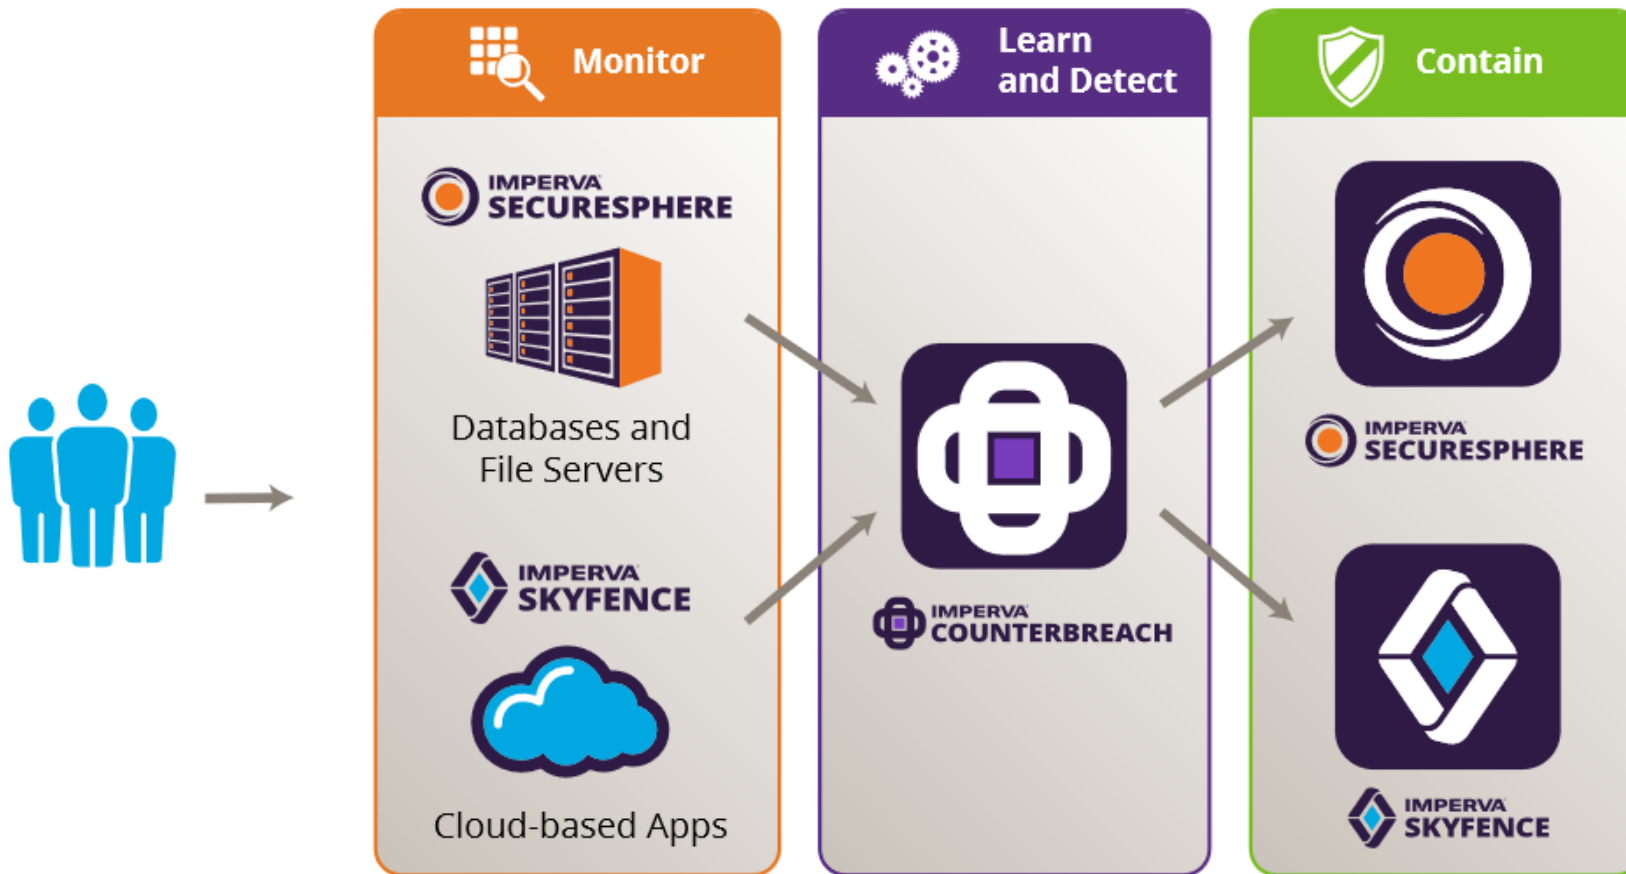 Monitor
IMPERVA
SECURESPHERE
Databases and
File Servers
IMPERVA
SKYFENCE
Cloud-based Apps
Learn
and Detect
IMPERVA
COUNTERBREACH
Contain
IMPERVA
SECURESPHERE
IMPERVA
SKYFENCE